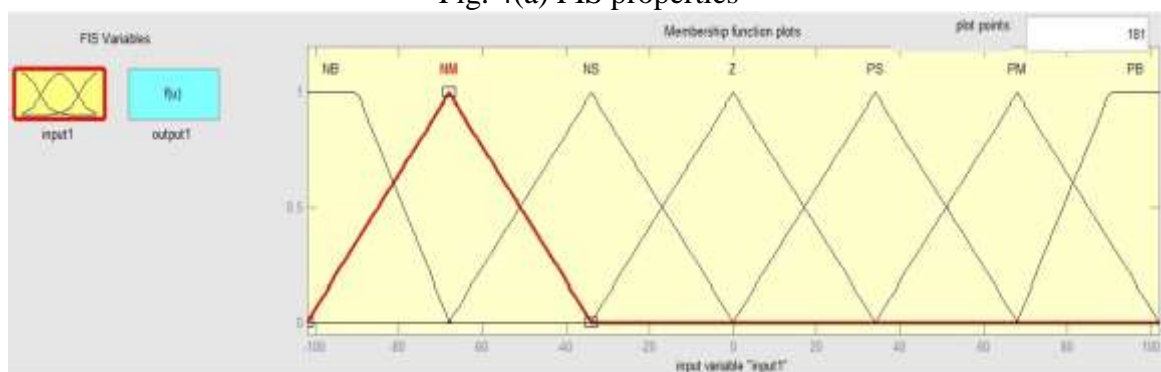 Fig. 4(a) FIS properties
FIS Variables
Membership function plots
plot points:
181
NB NM NS Z PS PM PB
f(u)
input1
output1
1
0.5
0
-100 -80 -60 -40 -20 0 20 40 60 80 100
input variable "input1"